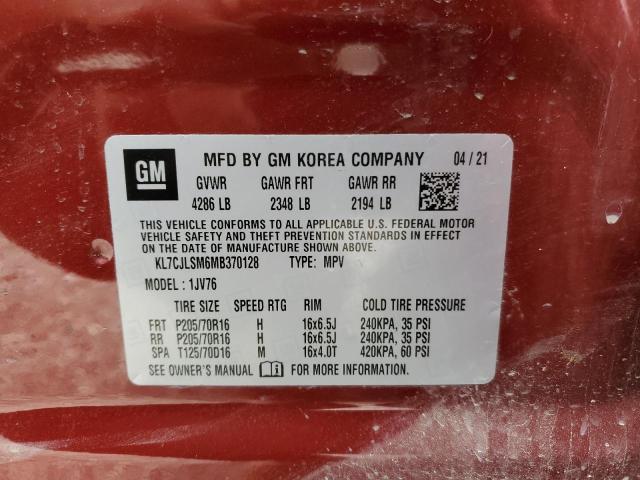 GM MFD BY GM KOREA COMPANY 04 / 21
GVWR GAWR FRT GAWR RR
4286 LB 2348 LB 2194 LB
THIS VEHICLE CONFORMS TO ALL APPLICABLE U.S. FEDERAL MOTOR
VEHICLE SAFETY AND THEFT PREVENTION STANDARDS IN EFFECT
ON THE DATE OF MANUFACTURE SHOWN ABOVE.
KL7CJLSM6MB370128 TYPE: MPV
MODEL: 1JV76
TIRE SIZE SPEED RTG RIM COLD TIRE PRESSURE
FRT P205/70R16 H 16x6.5J 240KPA, 35 PSI
RR P205/70R16 H 16x6.5J 240KPA, 35 PSI
SPA T125/70D16 M 16x4.0T 420KPA, 60 PSI
SEE OWNER'S MANUAL FOR MORE INFORMATION.